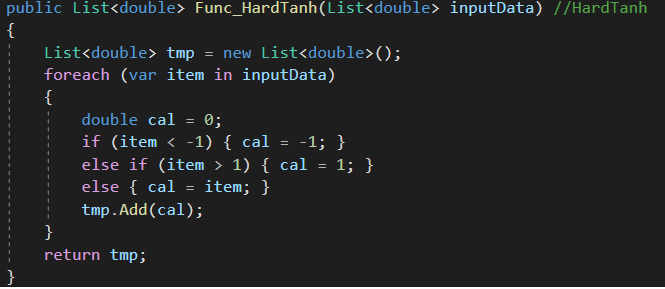 public List<double> Func_HardTanh(List<double> inputData) //HardTanh
{
List<double> tmp = new List<double>();
foreach (var item in inputData)
{
double cal = 0;
if (item < -1) { cal = -1; }
else if (item > 1) { cal = 1; }
else { cal = item; }
tmp.Add(cal);
}
return tmp;
}